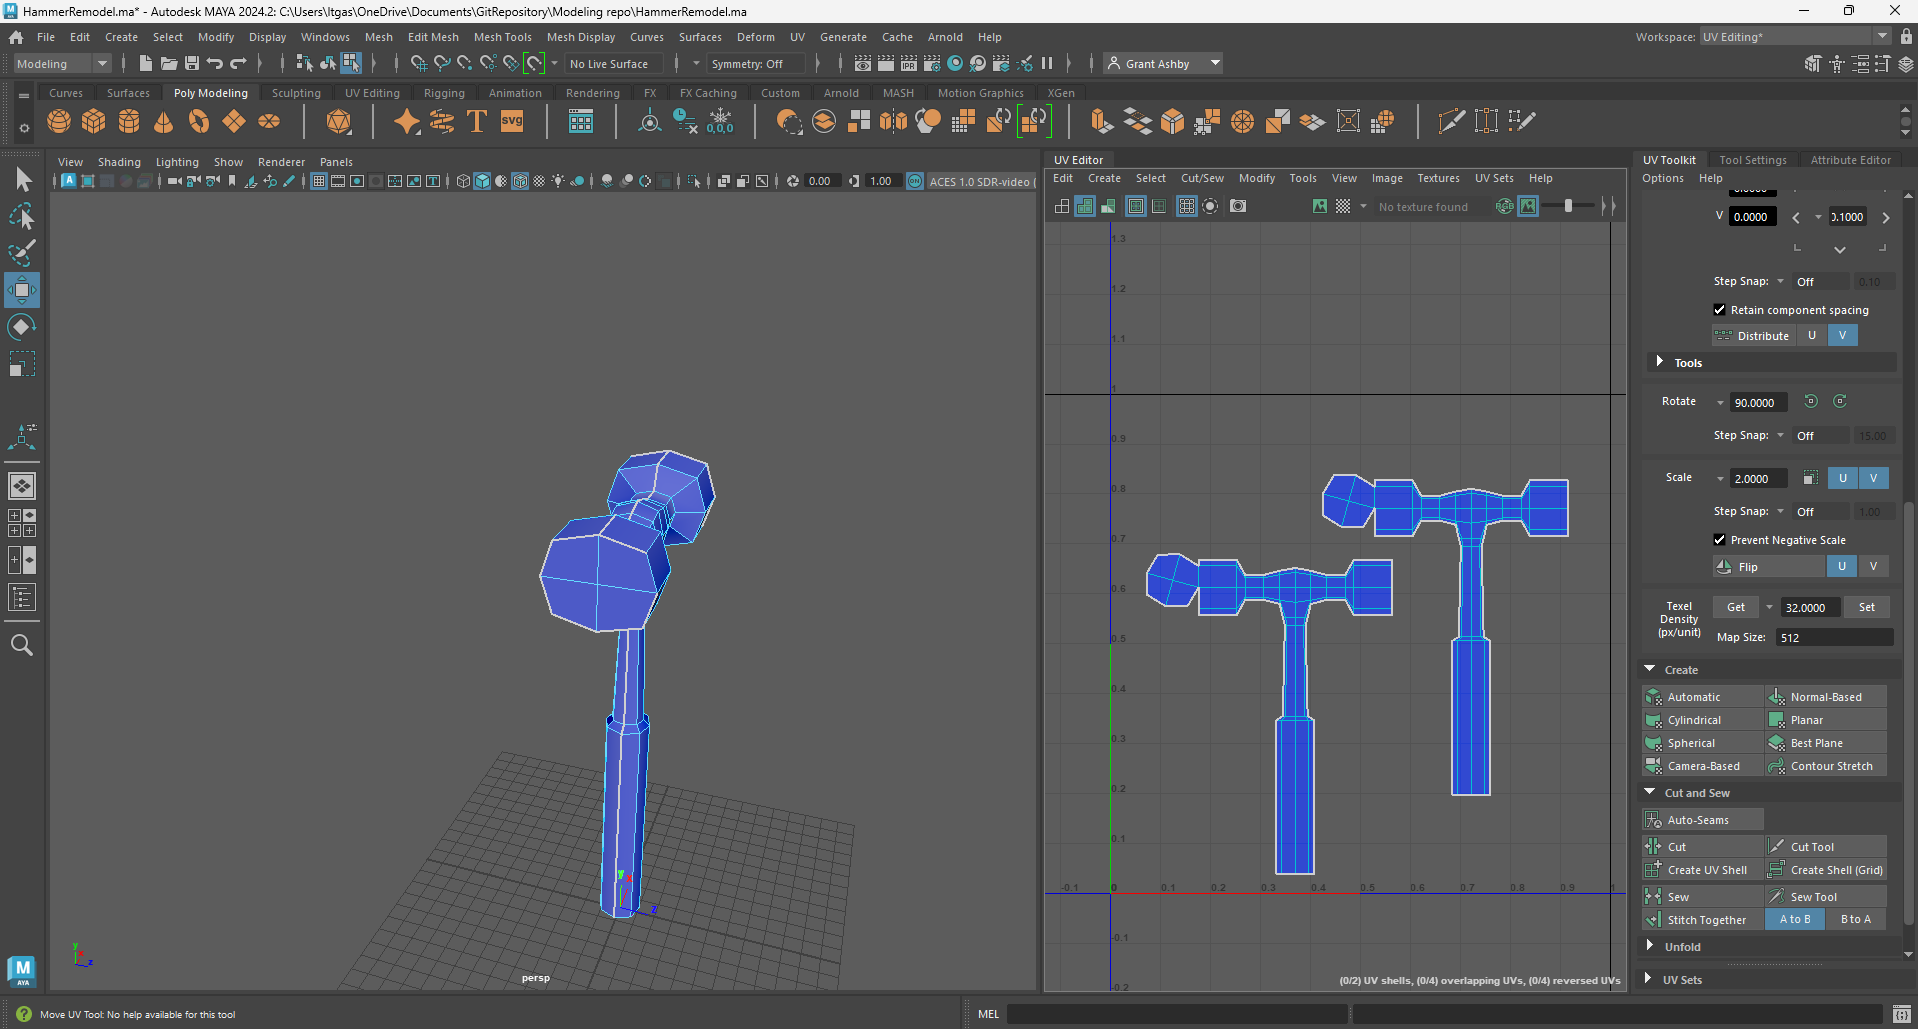 HammerRemodel.ma* - Autodesk MAYA 2024.2: C:\Users\ltgas\OneDrive\Documents\GitRepository\Modeling repo\HammerRemodel.ma
File Edit Create Select Modify Display Windows Mesh Edit Mesh Mesh Tools Mesh Display Curves Surfaces Deform UV Generate Cache Arnold Help
Workspace: UV Editing*
Modeling
No Live Surface
Symmetry: Off
IPR
Grant Ashby
Curves Surfaces Poly Modeling Sculpting UV Editing Rigging Animation Rendering FX FX Caching Custom Arnold MASH Motion Graphics XGen
T SVG 0,0,0
View Shading Lighting Show Renderer Panels
0.00 1.00 ON ACES 1.0 SDR-video (
UV Editor
Edit Create Select Cut/Sew Modify Tools View Image Textures UV Sets Help
No texture found
RGB
1.3
1.2
1.1
1
0.9
0.8
0.7
0.6
0.5
0.4
0.3
0.2
0.1
-0.1 0 0.1 0.2 0.3 0.4 0.5 0.6 0.7 0.8 0.9 1
-0.1
-0.2
(0/2) UV shells, (0/4) overlapping UVs, (0/4) reversed UVs
y
z
y
z
persp
UV Toolkit Tool Settings Attribute Editor
Options Help
V 0.0000 0.1000
Step Snap: Off 0.10
Retain component spacing
Distribute U V
Tools
Rotate 90.0000
Step Snap: Off 15.00
Scale 2.0000 U V
Step Snap: Off 1.00
Prevent Negative Scale
Flip U V
Texel Density (px/unit) Get 32.0000 Set
Map Size: 512
Create
Automatic Normal-Based
Cylindrical Planar
Spherical Best Plane
Camera-Based Contour Stretch
Cut and Sew
Auto-Seams
Cut Cut Tool
Create UV Shell Create Shell (Grid)
Sew Sew Tool
Stitch Together A to B B to A
Unfold
UV Sets
M
AYA
Move UV Tool: No help available for this tool
MEL